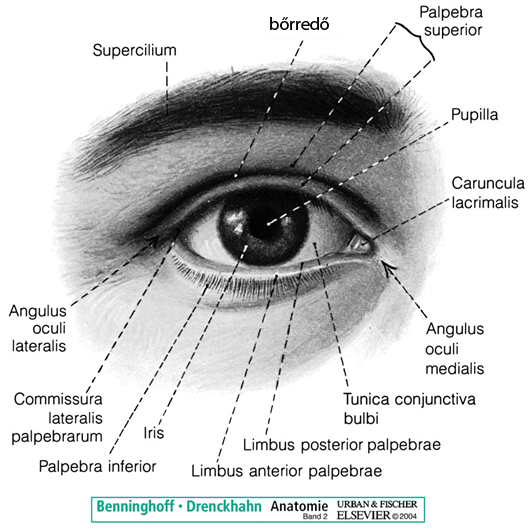 bőrredő
Palpebra
superior
Supercilium
Pupilla
Caruncula
lacrimalis
Angulus
oculi
lateralis
Angulus
oculi
medialis
Commissura
lateralis
palpebrarum
Iris
Tunica conjunctiva
bulbi
Limbus posterior palpebrae
Palpebra inferior
Limbus anterior palpebrae
Benninghoff • Drenckhahn Anatomie Band 2 URBAN & FISCHER
ELSEVIER ©2004